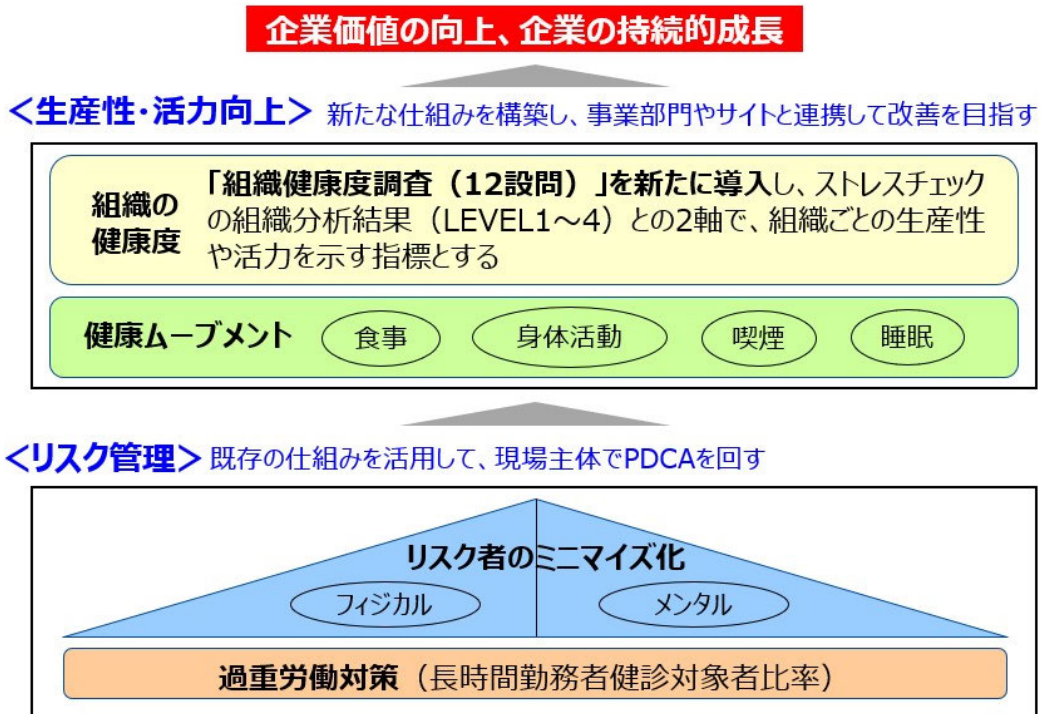 企業価値の向上、企業の持続的成長
＜生産性・活力向上＞ 新たな仕組みを構築し、事業部門やサイトと連携して改善を目指す
組織の
健康度
「組織健康度調査（12設問）」を新たに導入し、ストレスチェック
の組織分析結果（LEVEL1～4）との2軸で、組織ごとの生産性
や活力を示す指標とする
健康ムーブメント 食事 身体活動 喫煙 睡眠
＜リスク管理＞ 既存の仕組みを活用して、現場主体でPDCAを回す
リスク者のミニマイズ化
フィジカル メンタル
過重労働対策（長時間勤務者健診対象者比率）